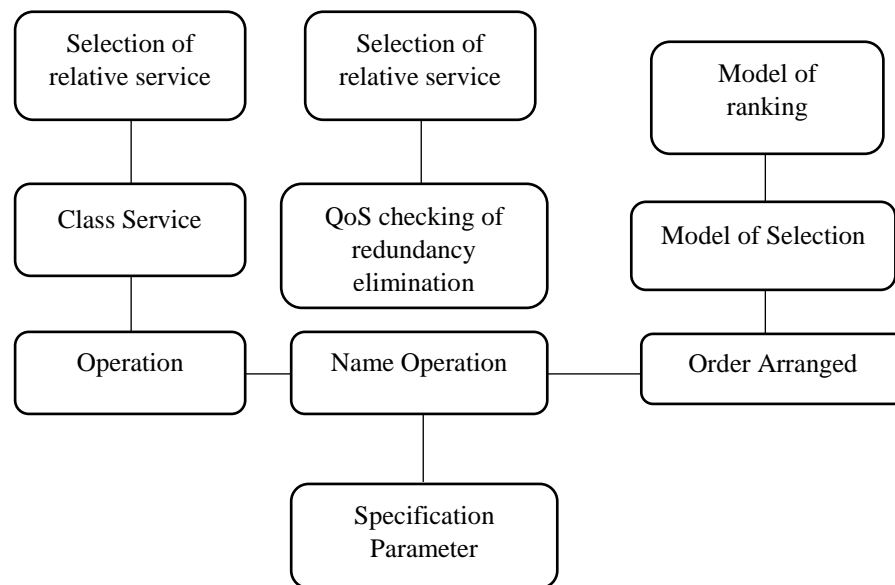 Selection of
relative service
Selection of
relative service
Model of
ranking
Class Service
QoS checking of
redundancy
elimination
Model of Selection
Operation
Name Operation
Order Arranged
Specification
Parameter